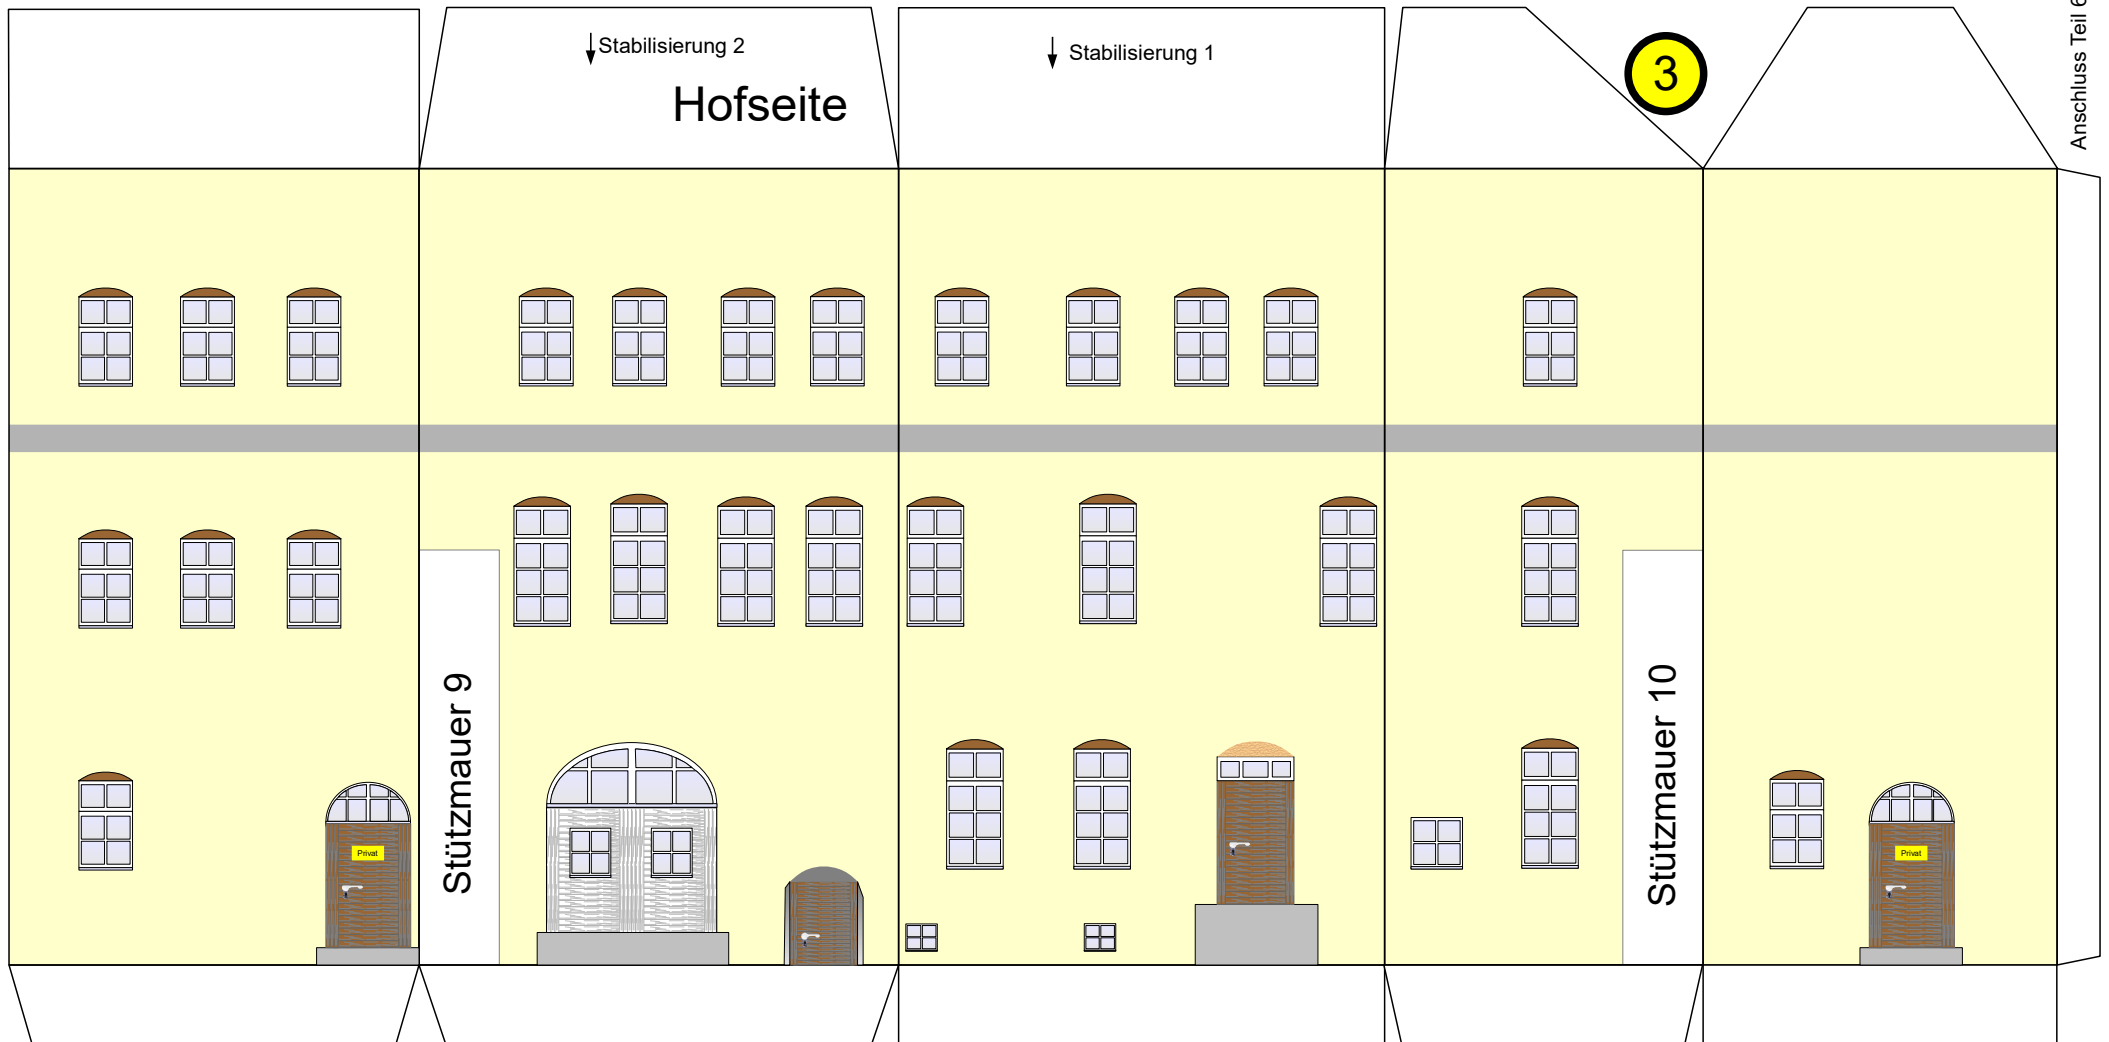 Stabilisierung 2
Stabilisierung 1
Hofseite
3
Anschluss Teil 6
Stützmauer 9
Stützmauer 10
Privat
Privat